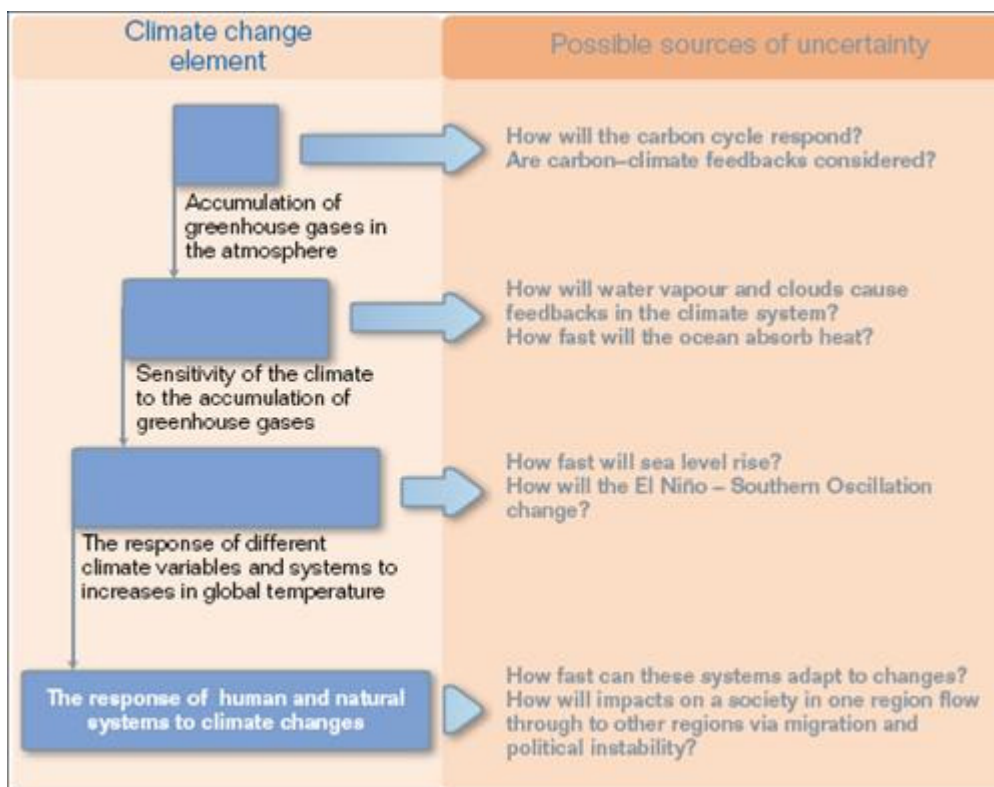 Climate change
element
Possible sources of uncertainty
How will the carbon cycle respond?
Are carbon–climate feedbacks considered?
Accumulation of
greenhouse gases in
the atmosphere
How will water vapour and clouds cause
feedbacks in the climate system?
How fast will the ocean absorb heat?
Sensitivity of the climate
to the accumulation of
greenhouse gases
How fast will sea level rise?
How will the El Niño – Southern Oscillation
change?
The response of different
climate variables and systems to
increases in global temperature
The response of human and natural
systems to climate changes
How fast can these systems adapt to changes?
How will impacts on a society in one region flow
through to other regions via migration and
political instability?